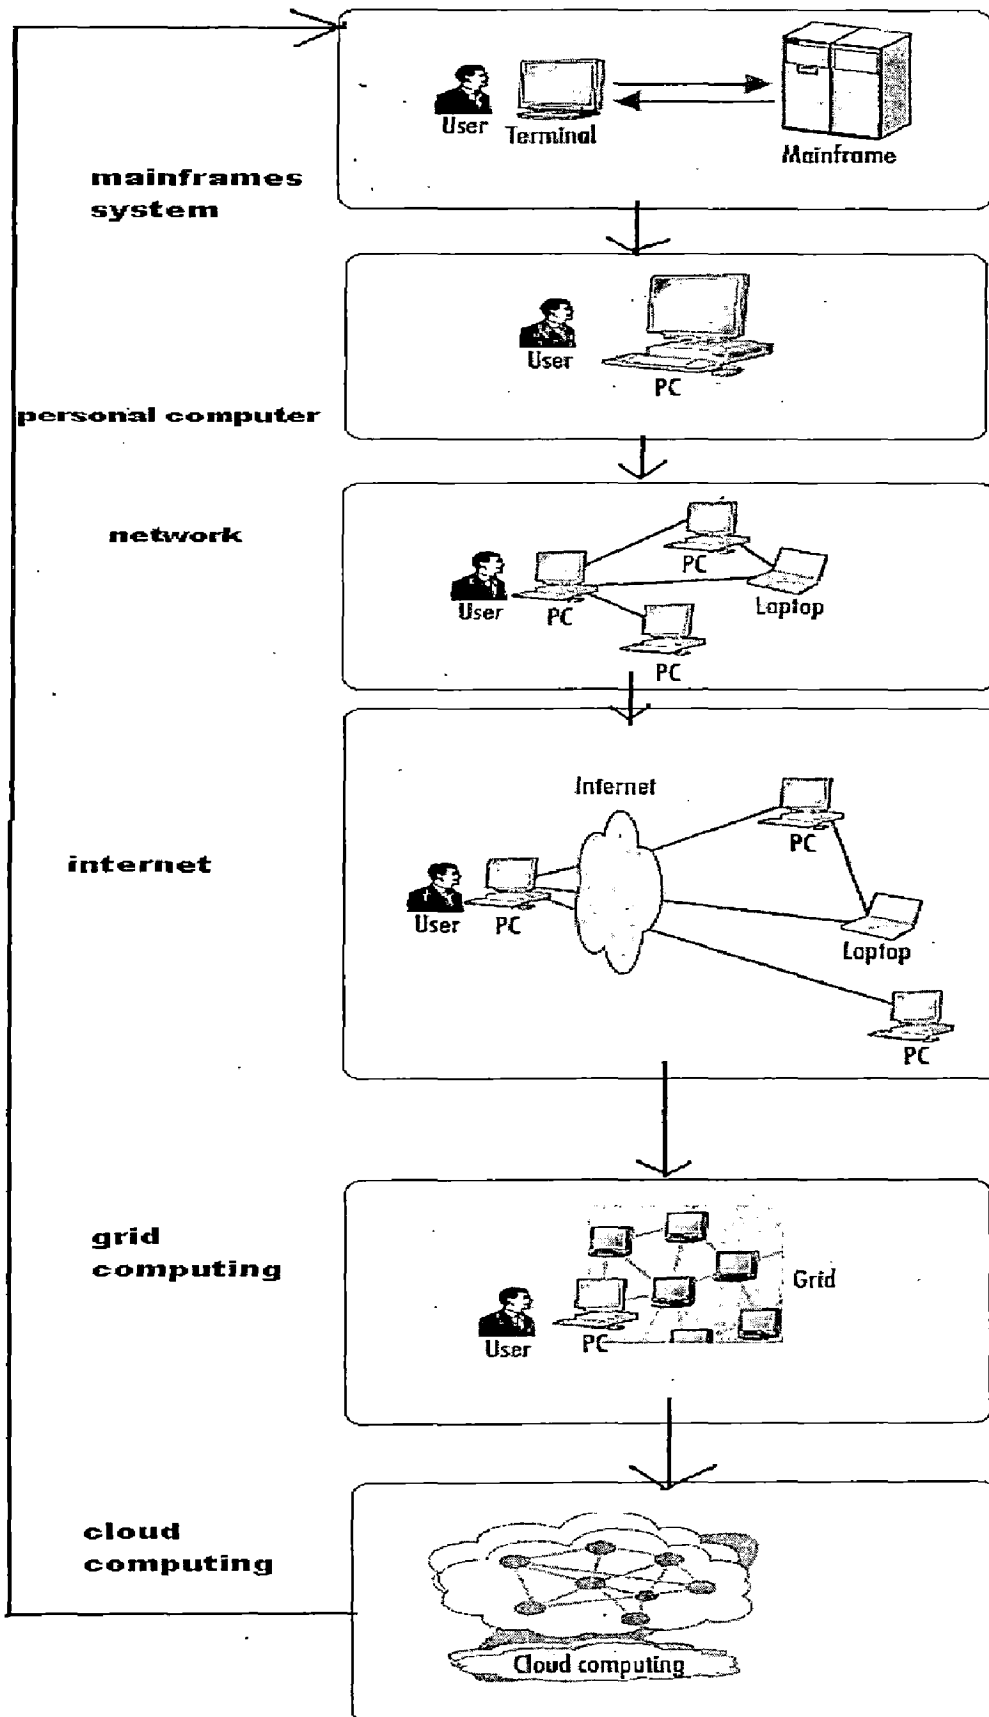 User
Terminal
Mainframe
mainframes
system
User
PC
personal computer
network
PC
User
PC
Laptop
PC
Internet
internet
PC
User
PC
Laptop
PC
grid
computing
Grid
User
PC
cloud
computing
Cloud computing